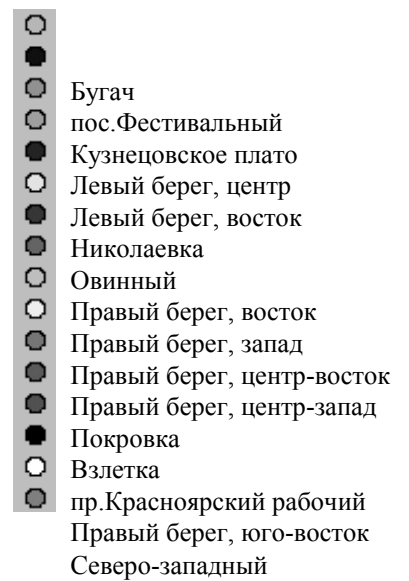 Бугач
пос.Фестивальный
Кузнецовское плато
Левый берег, центр
Левый берег, восток
Николаевка
Овинный
Правый берег, восток
Правый берег, запад
Правый берег, центр-восток
Правый берег, центр-запад
Покровка
Взлетка
пр.Красноярский рабочий
Правый берег, юго-восток
Северо-западный